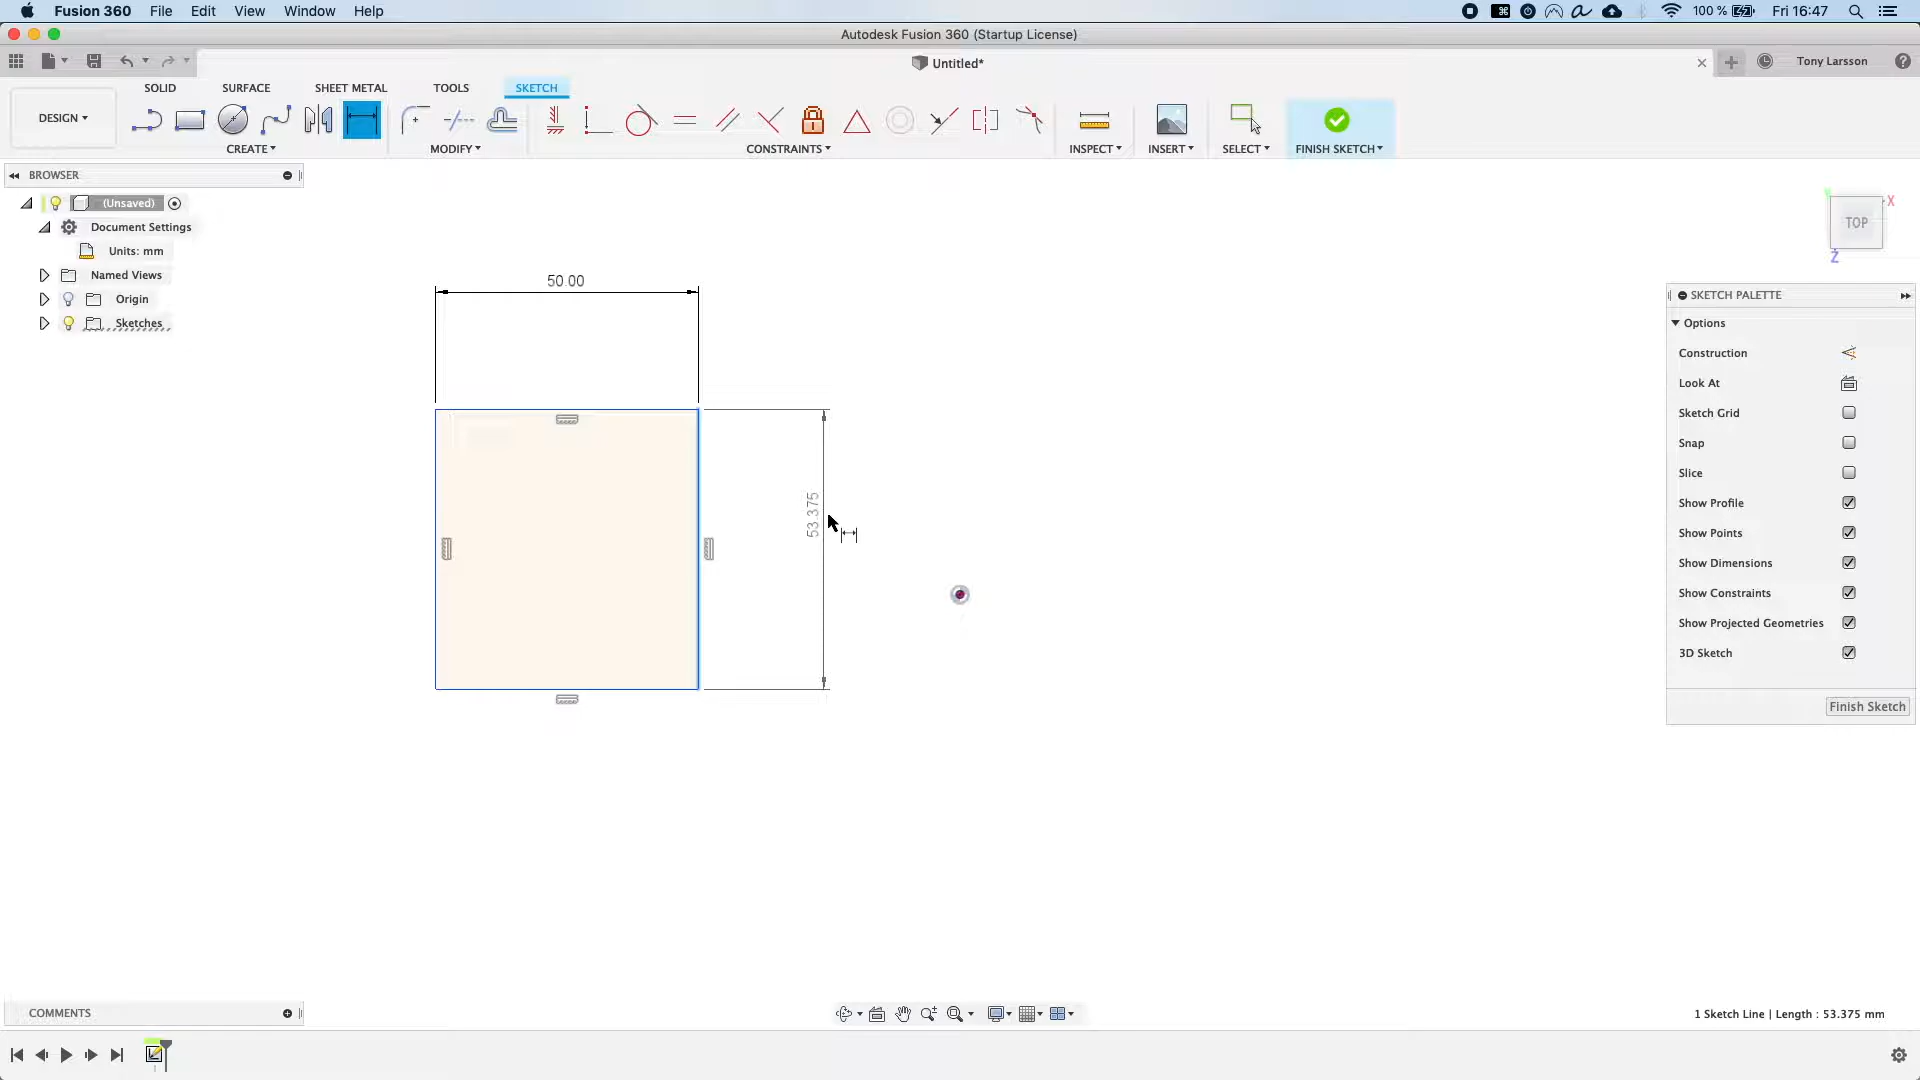 Fusion 360 File Edit View Window Help
100 % Fri 16:47
Autodesk Fusion 360 (Startup License)
Untitled*
Tony Larsson
SOLID SURFACE SHEET METAL TOOLS SKETCH
DESIGN
CREATE MODIFY CONSTRAINTS INSPECT INSERT SELECT FINISH SKETCH
BROWSER
(Unsaved)
Document Settings
Units: mm
Named Views
Origin
Sketches
TOP
X
Y
Z
50.00
53.375
SKETCH PALETTE
Options
Construction
Look At
Sketch Grid
Snap
Slice
Show Profile
Show Points
Show Dimensions
Show Constraints
Show Projected Geometries
3D Sketch
Finish Sketch
COMMENTS
1 Sketch Line | Length : 53.375 mm